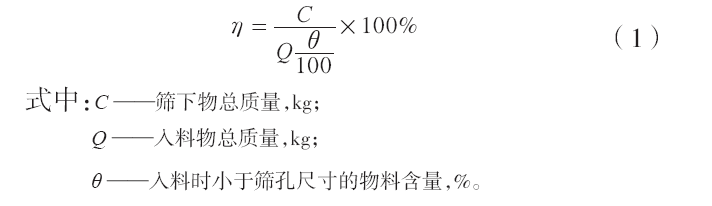 η = C / (Q θ/100) ×100% （1）
式中:C——筛下物总质量,kg;
Q——入料物总质量,kg;
θ——入料时小于筛孔尺寸的物料含量,%。